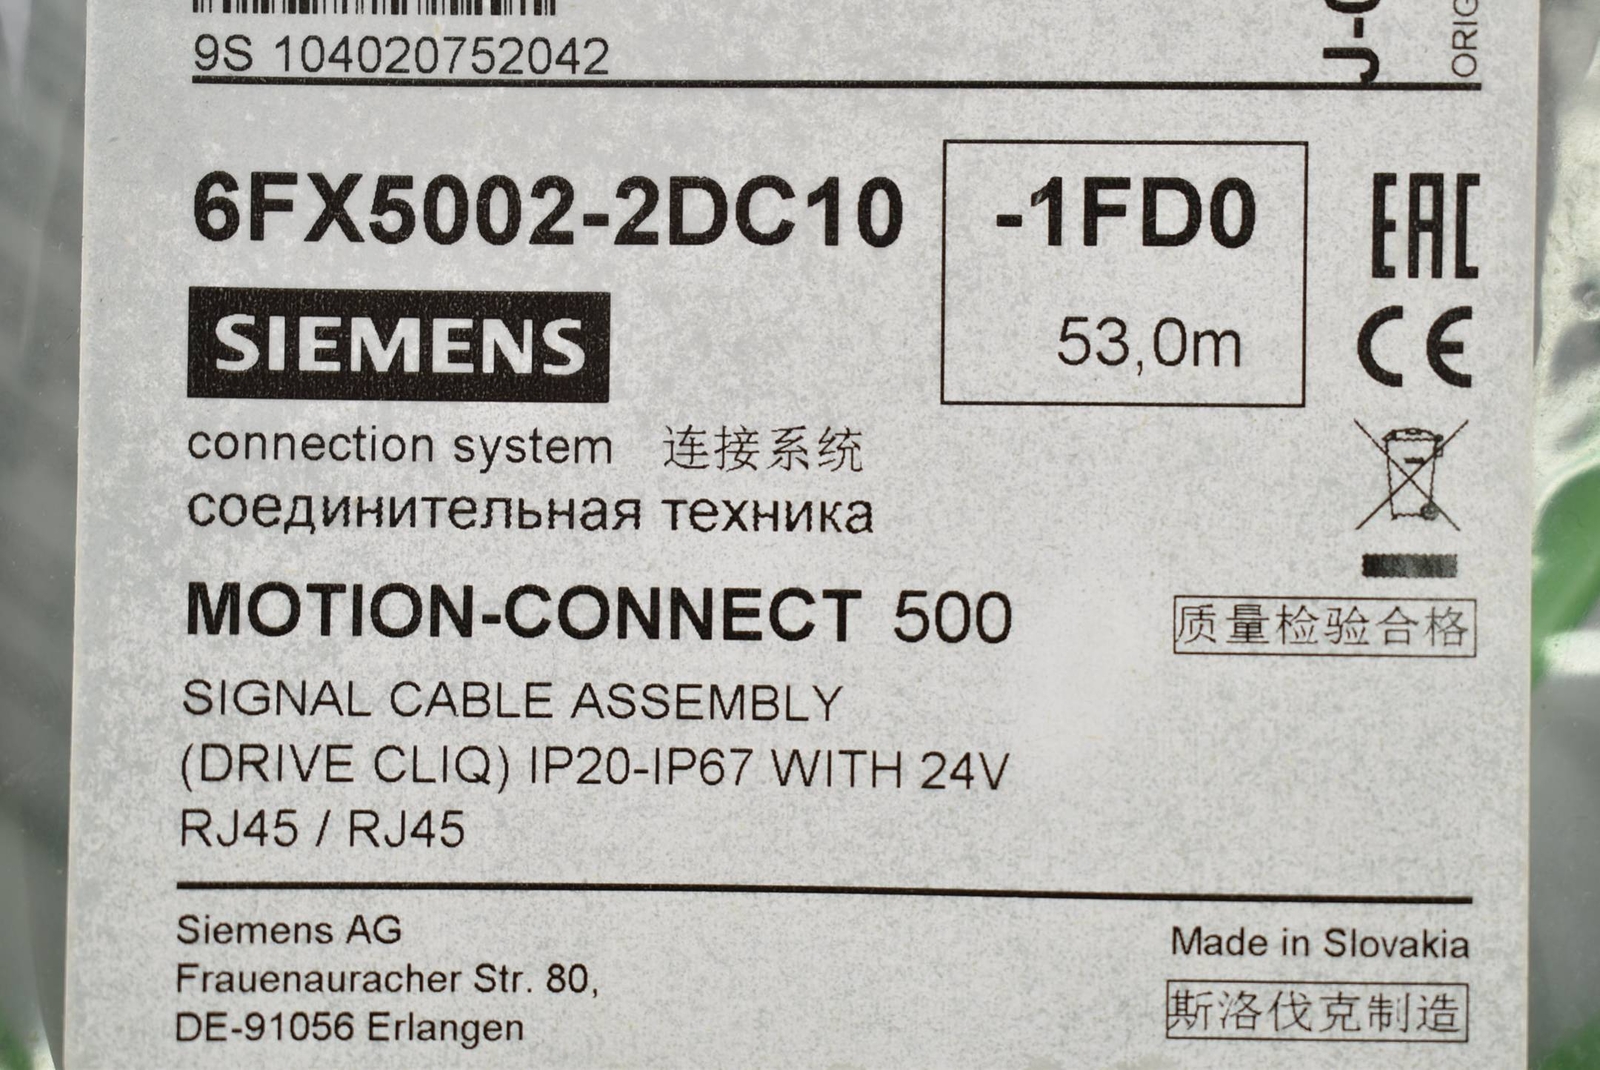 9S 104020752042
6FX5002-2DC10 -1FD0
53,0m
EAC
CE
SIEMENS
connection system 连接系统
соединительная техника
MOTION-CONNECT 500
质量检验合格
SIGNAL CABLE ASSEMBLY
(DRIVE CLIQ) IP20-IP67 WITH 24V
RJ45 / RJ45
Siemens AG
Frauenauracher Str. 80,
DE-91056 Erlangen
Made in Slovakia
斯洛伐克制造